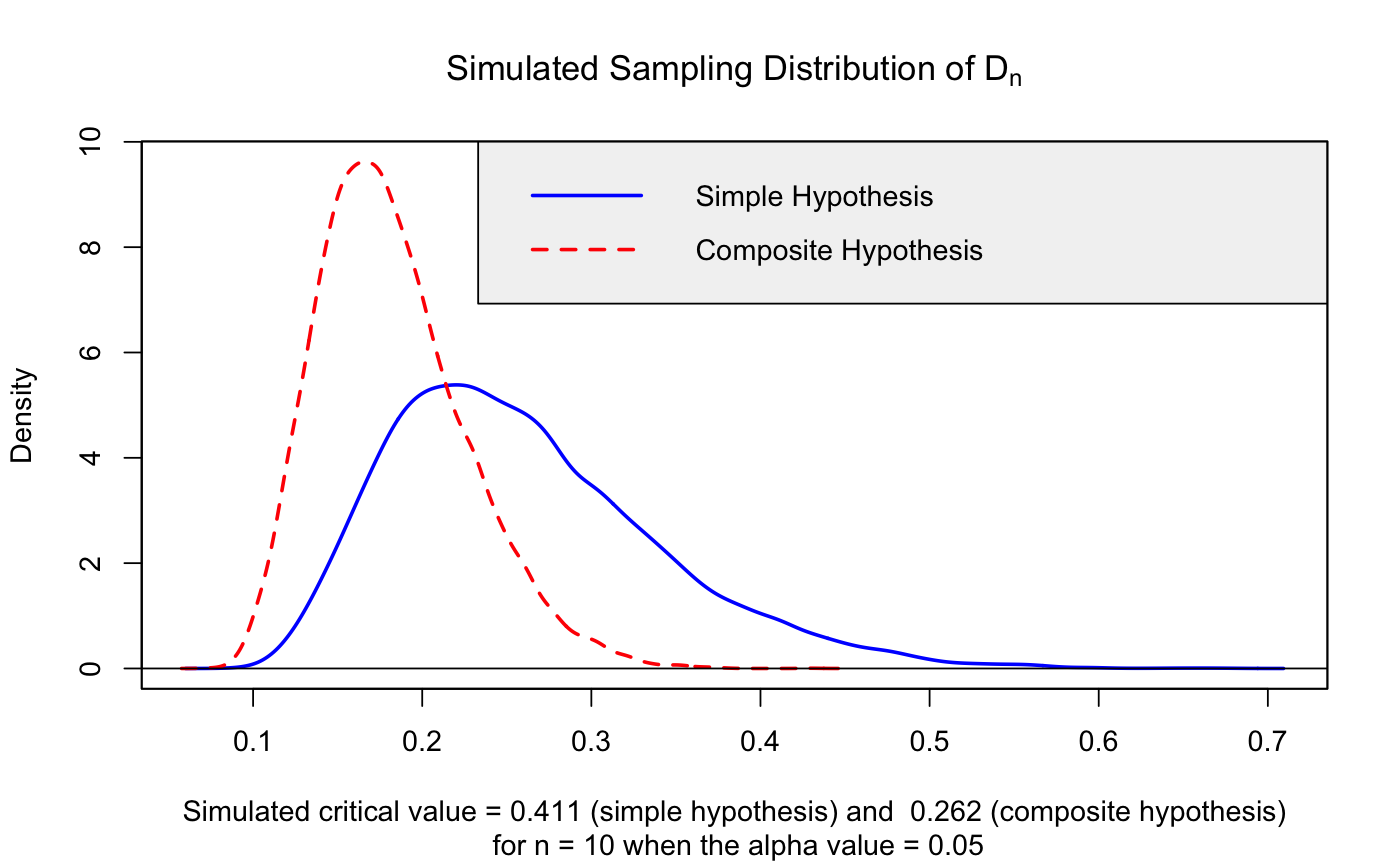 Simulated Sampling Distribution of Dn
10
8
6
4
2
0
Density
Simple Hypothesis
Composite Hypothesis
0.1 0.2 0.3 0.4 0.5 0.6 0.7
Simulated critical value = 0.411 (simple hypothesis) and 0.262 (composite hypothesis)
for n = 10 when the alpha value = 0.05